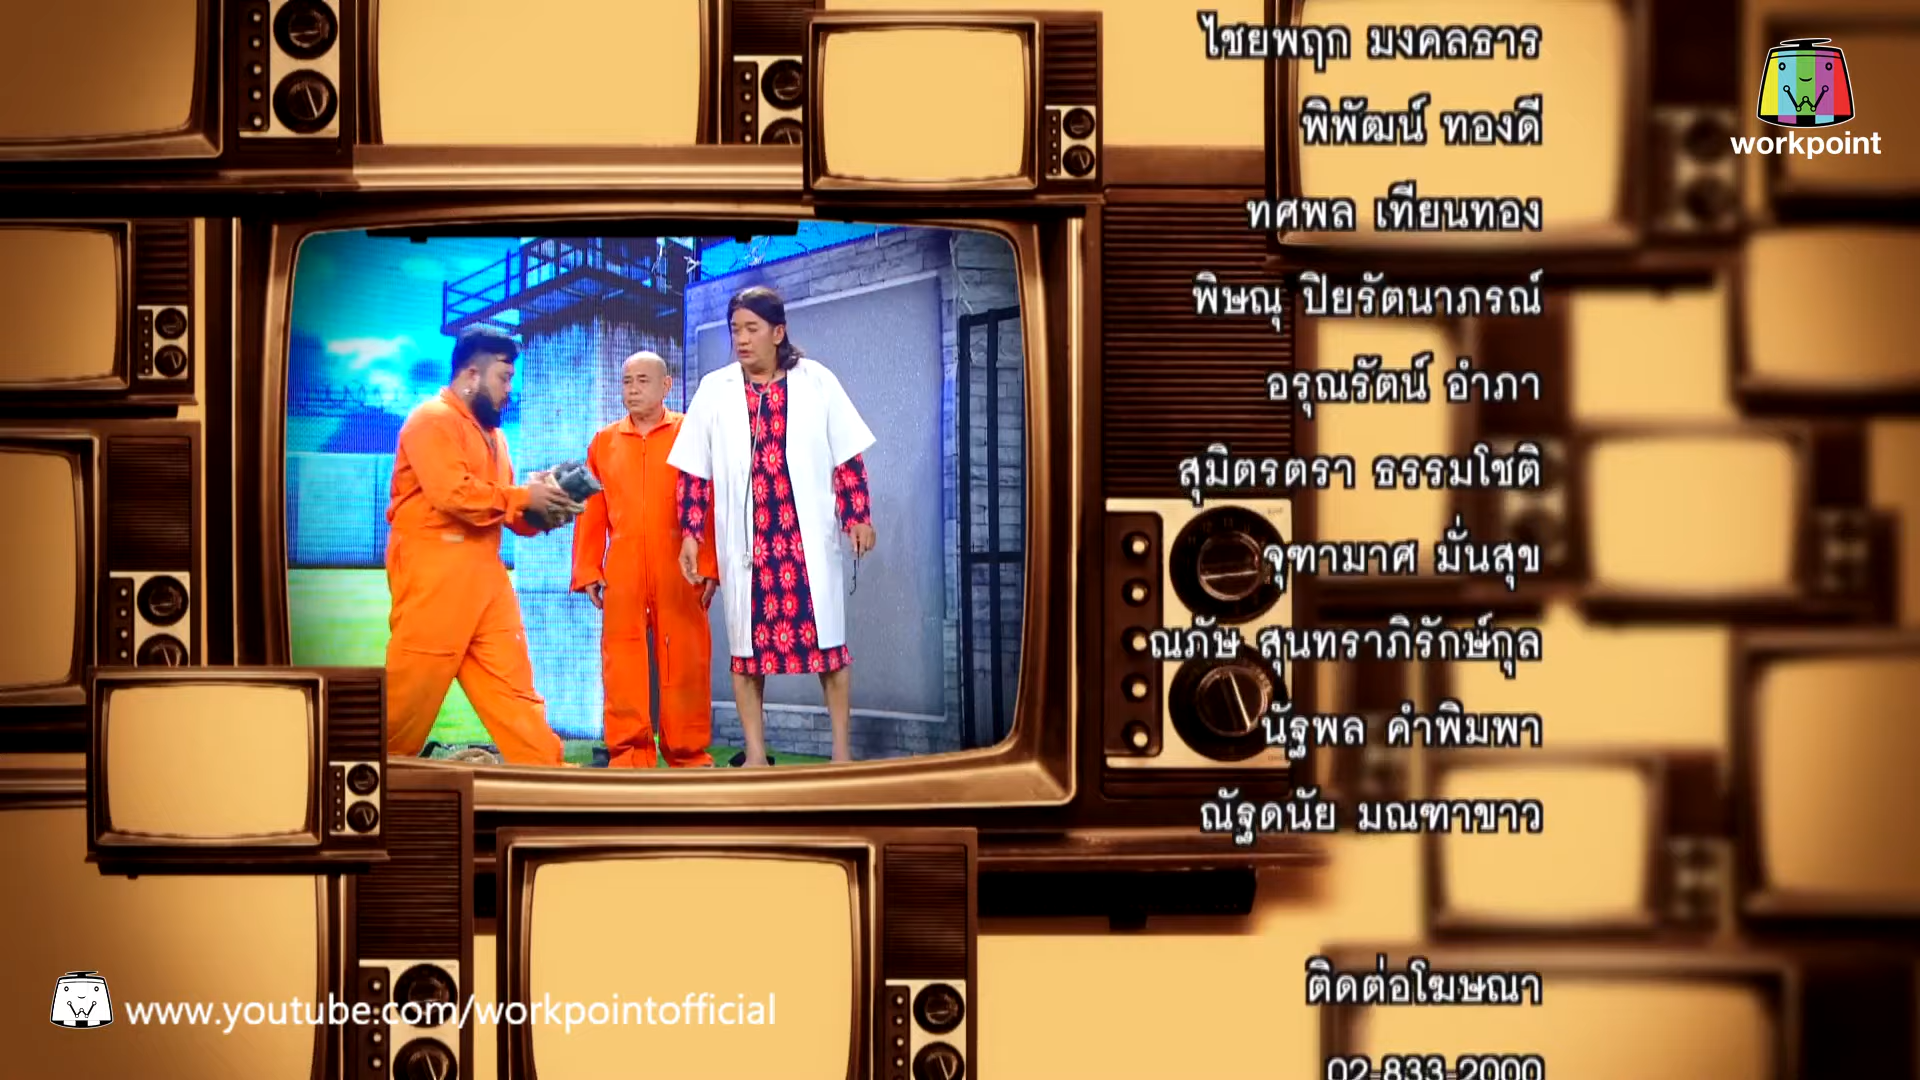 ไชยพฤก มงคลธาร
workpoint
พิพัฒน์ ทองดี
ทศพล เทียนทอง
พิษณุ ปิยรัตนาภรณ์
อรุณรัตน์ อำภา
สุมิตรตรา ธรรมโชติ
จุฑามาศ มั่นสุข
ณภัษ สุนทราภิรักษ์กุล
นัฐพล คำพิมพา
ณัฐดนัย มณฑาขาว
ติดต่อโฆษณา
www.youtube.com/workpointofficial
02-833-2000